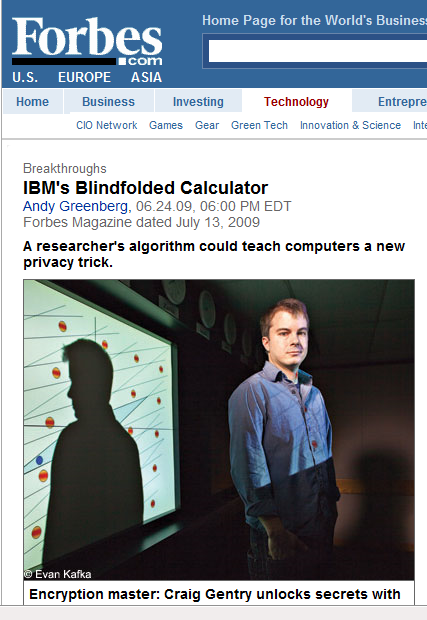 Forbes
.com
Home Page for the World's Business
U.S. EUROPE ASIA
Home Business Investing Technology Entrepre
CIO Network Games Gear Green Tech Innovation & Science Inte
Breakthroughs
IBM's Blindfolded Calculator
Andy Greenberg, 06.24.09, 06:00 PM EDT
Forbes Magazine dated July 13, 2009
A researcher's algorithm could teach computers a new
privacy trick.
© Evan Kafka
Encryption master: Craig Gentry unlocks secrets with